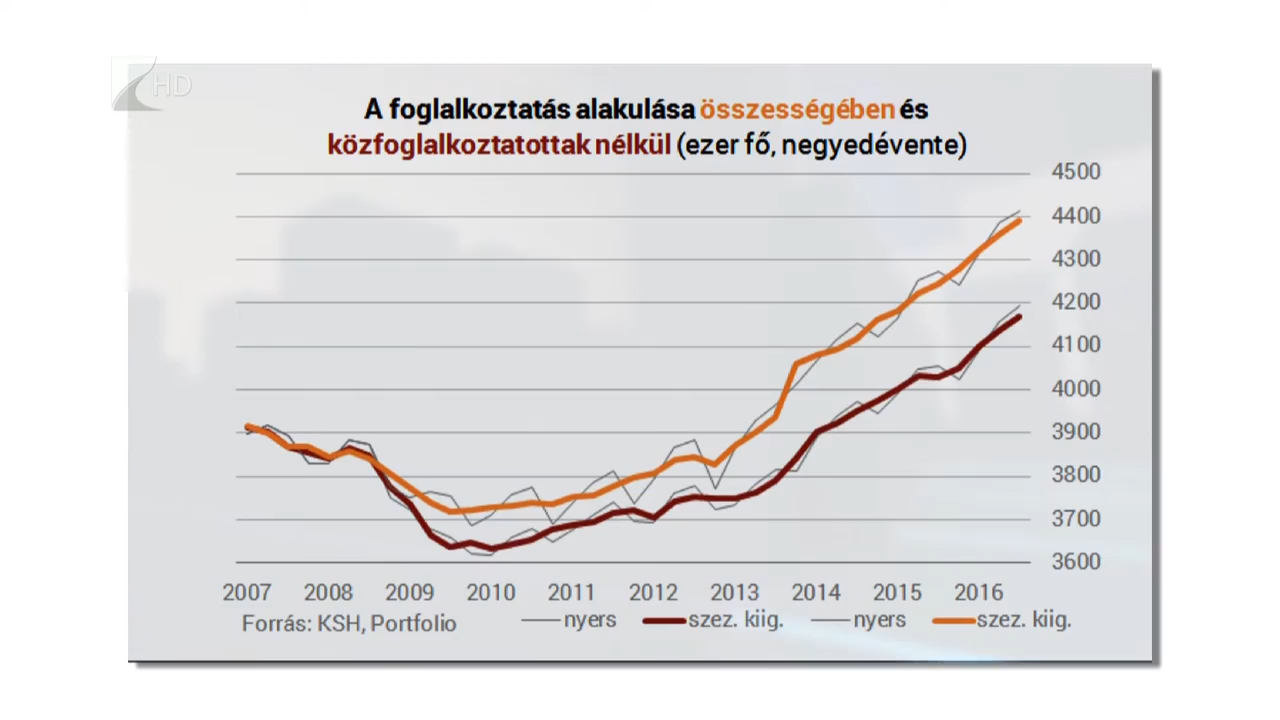 HD
A foglalkoztatás alakulása összességében és
közfoglalkoztatottak nélkül (ezer fő, negyedévente)
4500
4400
4300
4200
4100
4000
3900
3800
3700
3600
2007 2008 2009 2010 2011 2012 2013 2014 2015 2016
Forrás: KSH, Portfolio nyers szez. kiig. nyers szez. kiig.